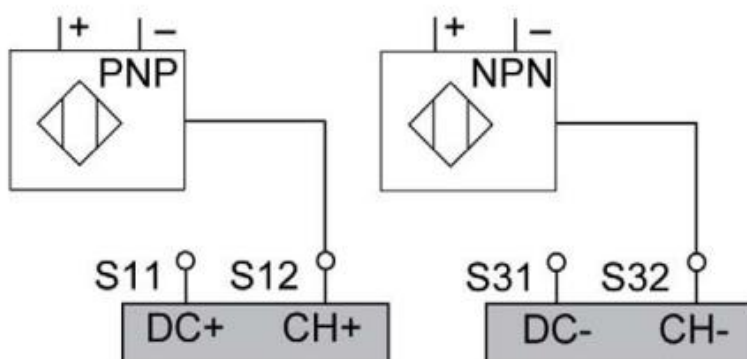 + − + −
PNP NPN
S11 S12 S31 S32
DC+ CH+ DC- CH-